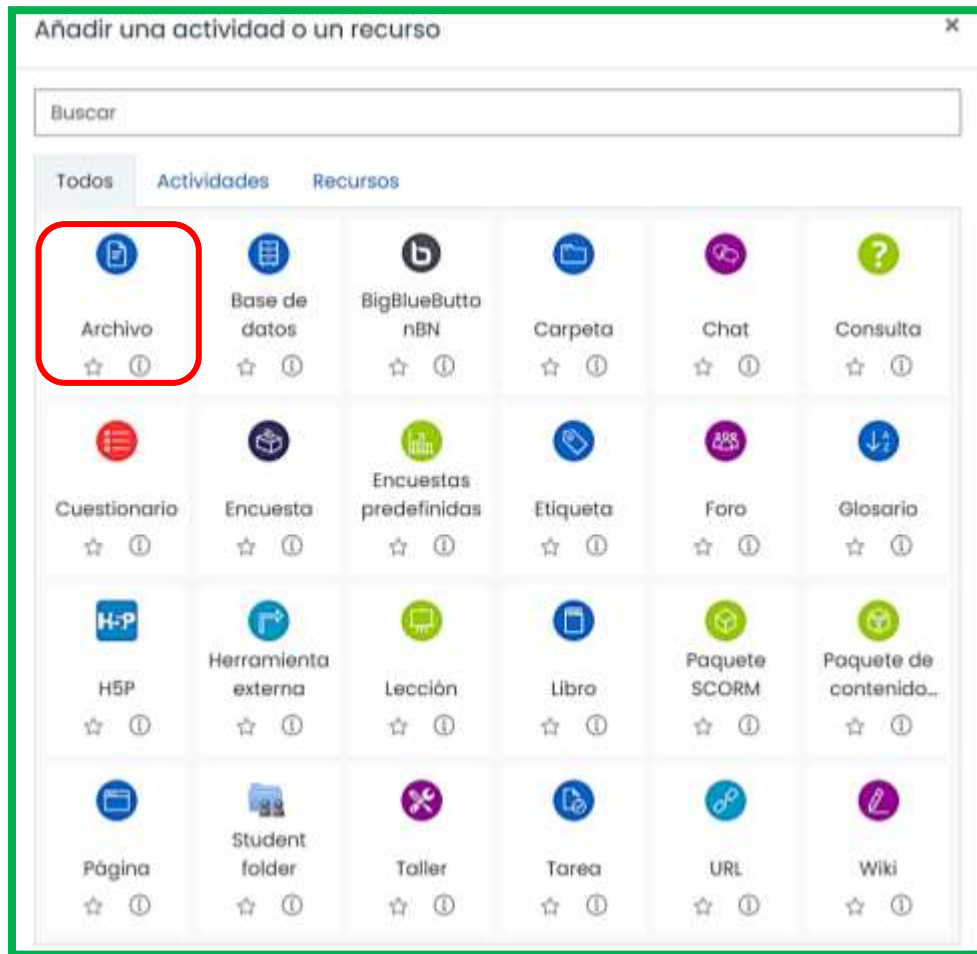 Añadir una actividad o un recurso
×
Buscar
Todos Actividades Recursos
Archivo
Base de
datos
BigBlueButto
nBN
Carpeta
Chat
Consulta
Cuestionario
Encuesta
Encuestas
predefinidas
Etiqueta
Foro
Glosario
H5P
H5P
Herramienta
externa
Lección
Libro
Paquete
SCORM
Paquete de
contenido...
Página
Student
folder
Taller
Tarea
URL
Wiki